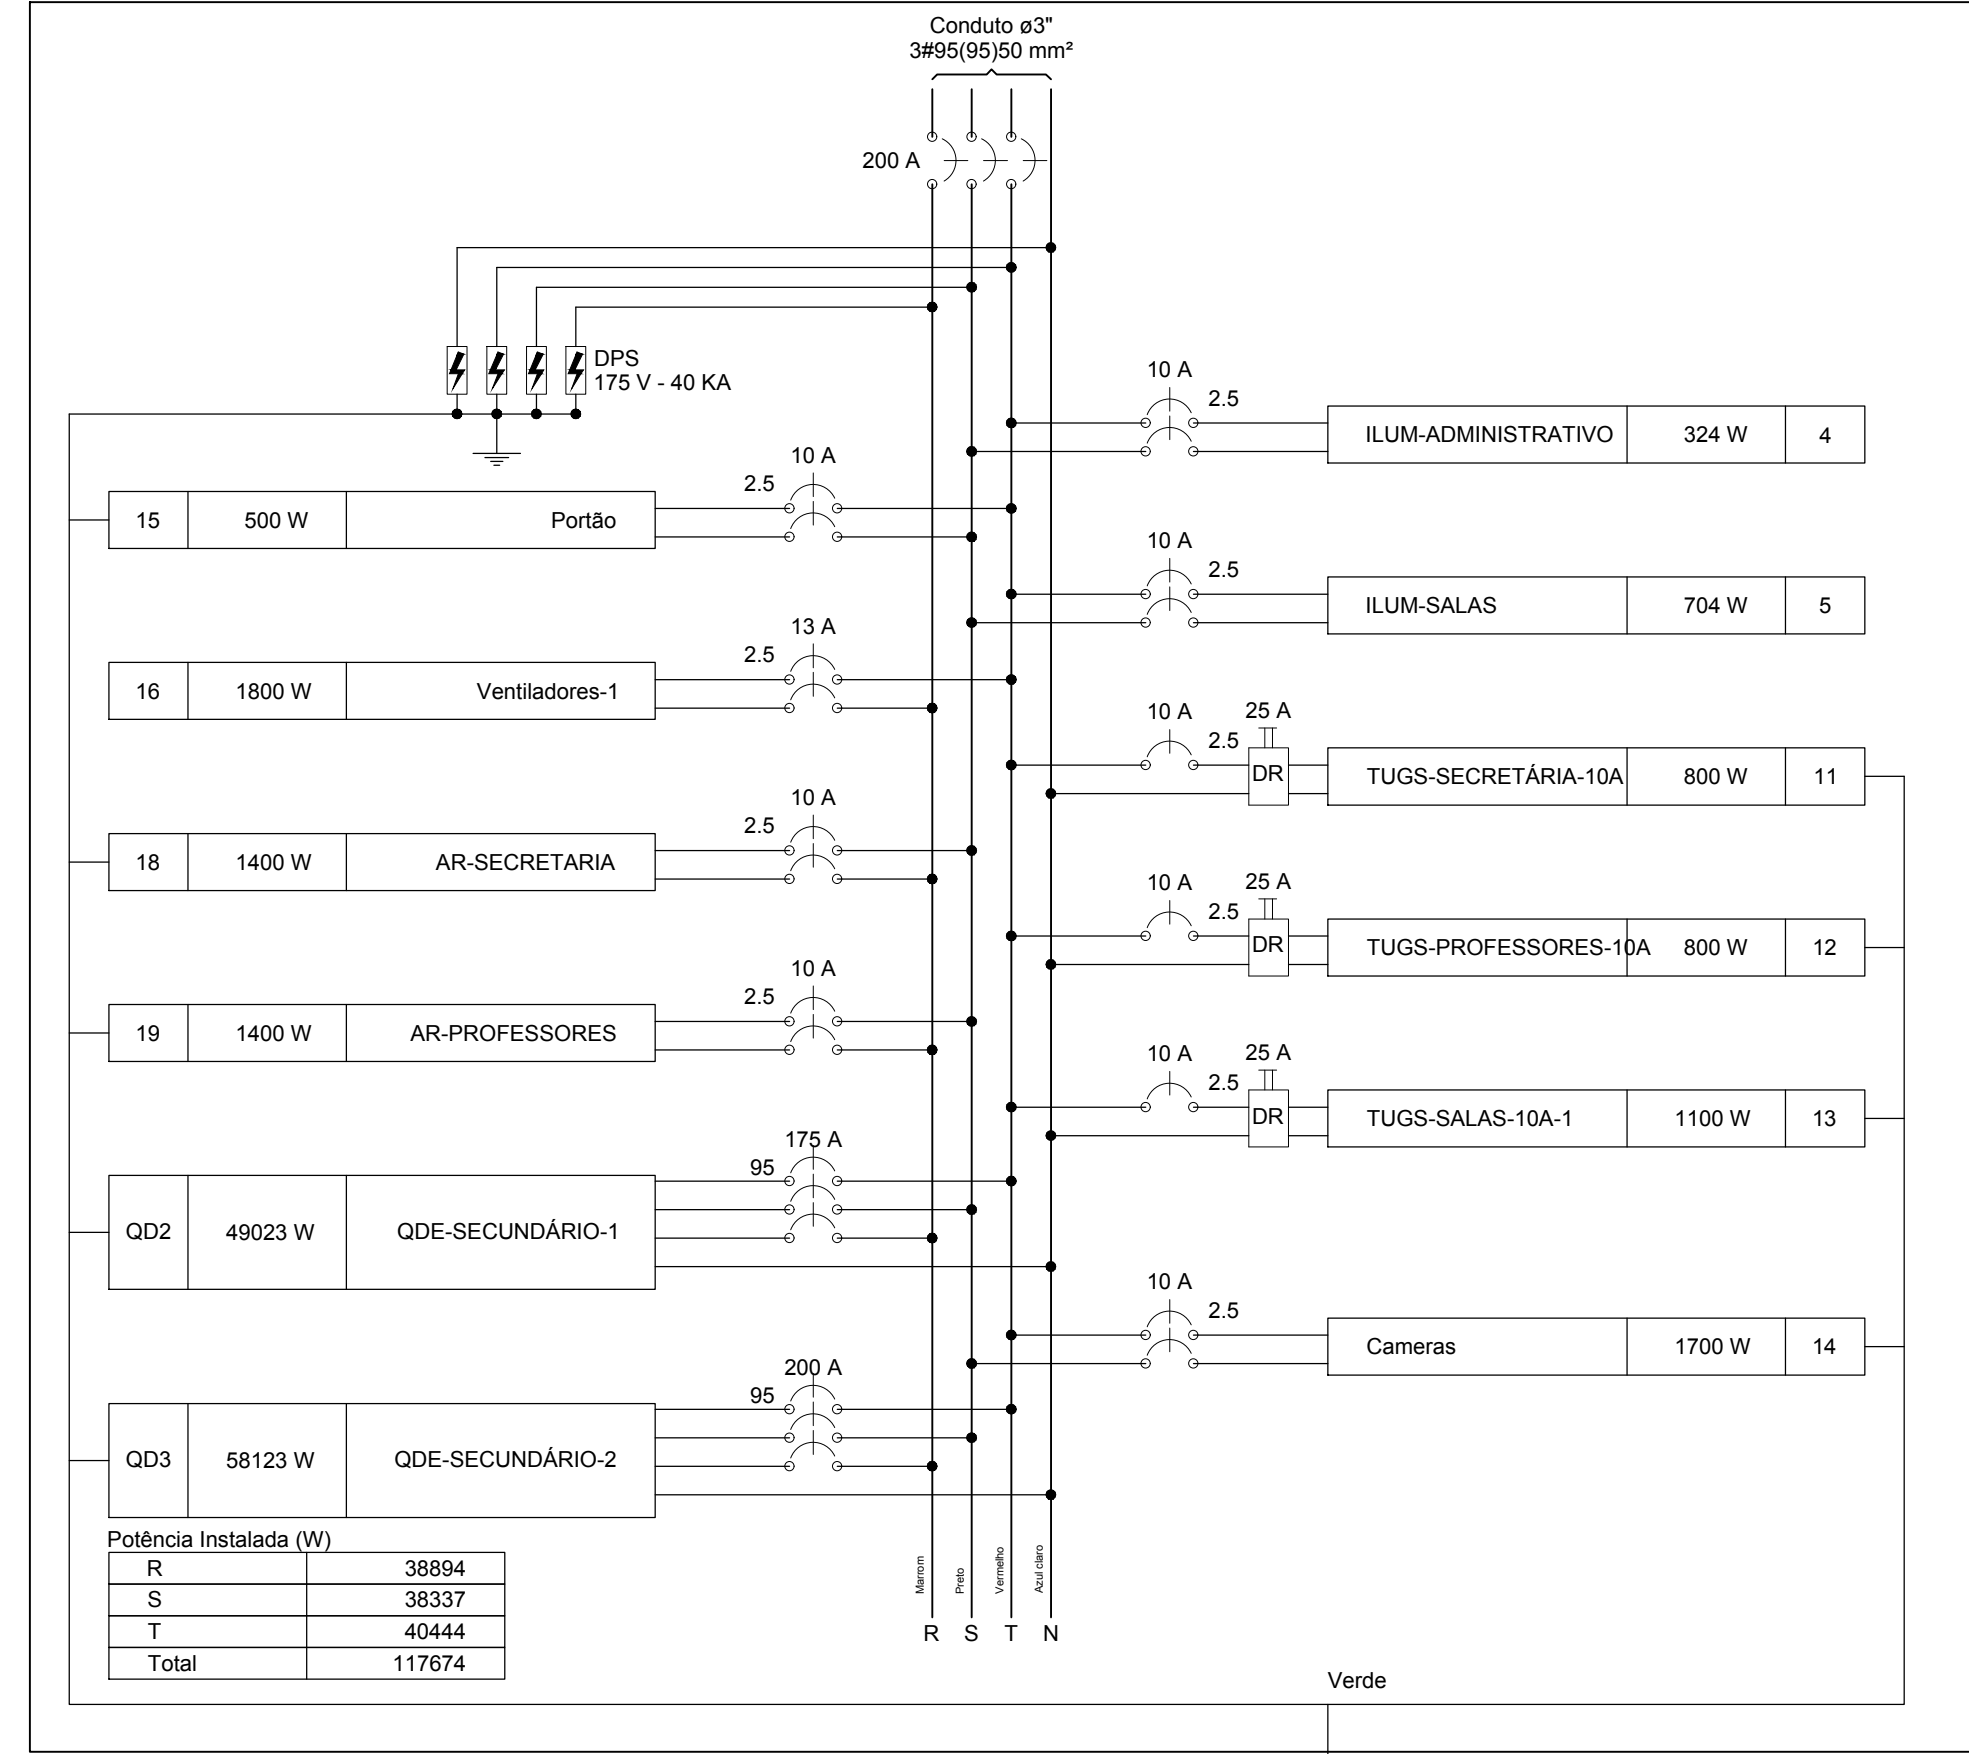 Conduto ø3"
3#95(95)50 mm²
200 A
DPS
175 V - 40 KA
10 A
2.5
ILUM-ADMINISTRATIVO 324 W 4
10 A
2.5
15 500 W Portão
10 A
2.5
ILUM-SALAS 704 W 5
13 A
2.5
16 1800 W Ventiladores-1
10 A 25 A
2.5
DR
TUGS-SECRETÁRIA-10A 800 W 11
10 A
2.5
18 1400 W AR-SECRETARIA
10 A 25 A
2.5
DR
TUGS-PROFESSORES-10A 800 W 12
10 A
2.5
19 1400 W AR-PROFESSORES
10 A 25 A
2.5
DR
TUGS-SALAS-10A-1 1100 W 13
175 A
95
QD2 49023 W QDE-SECUNDÁRIO-1
10 A
2.5
Cameras 1700 W 14
200 A
95
QD3 58123 W QDE-SECUNDÁRIO-2
Potência Instalada (W)
R 38894
S 38337
T 40444
Total 117674
Marrom
Preto
Vermelho
Azul claro
R S T N
Verde